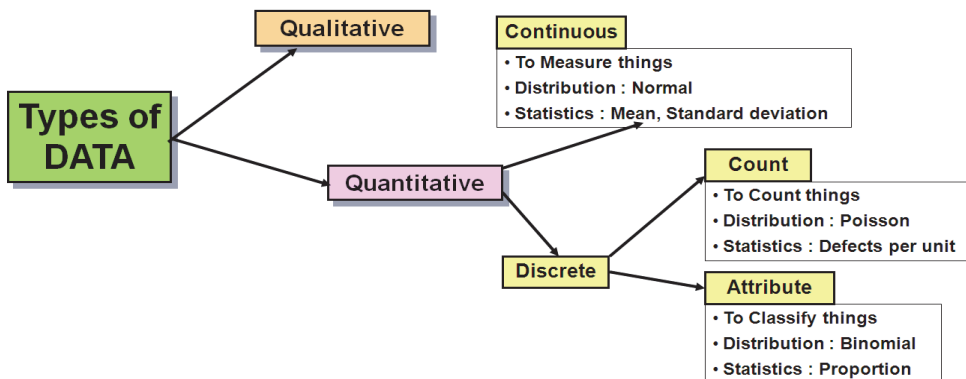 Qualitative
Continuous
• To Measure things
• Distribution : Normal
• Statistics : Mean, Standard deviation
Types of
DATA
Quantitative
Count
• To Count things
• Distribution : Poisson
• Statistics : Defects per unit
Discrete
Attribute
• To Classify things
• Distribution : Binomial
• Statistics : Proportion